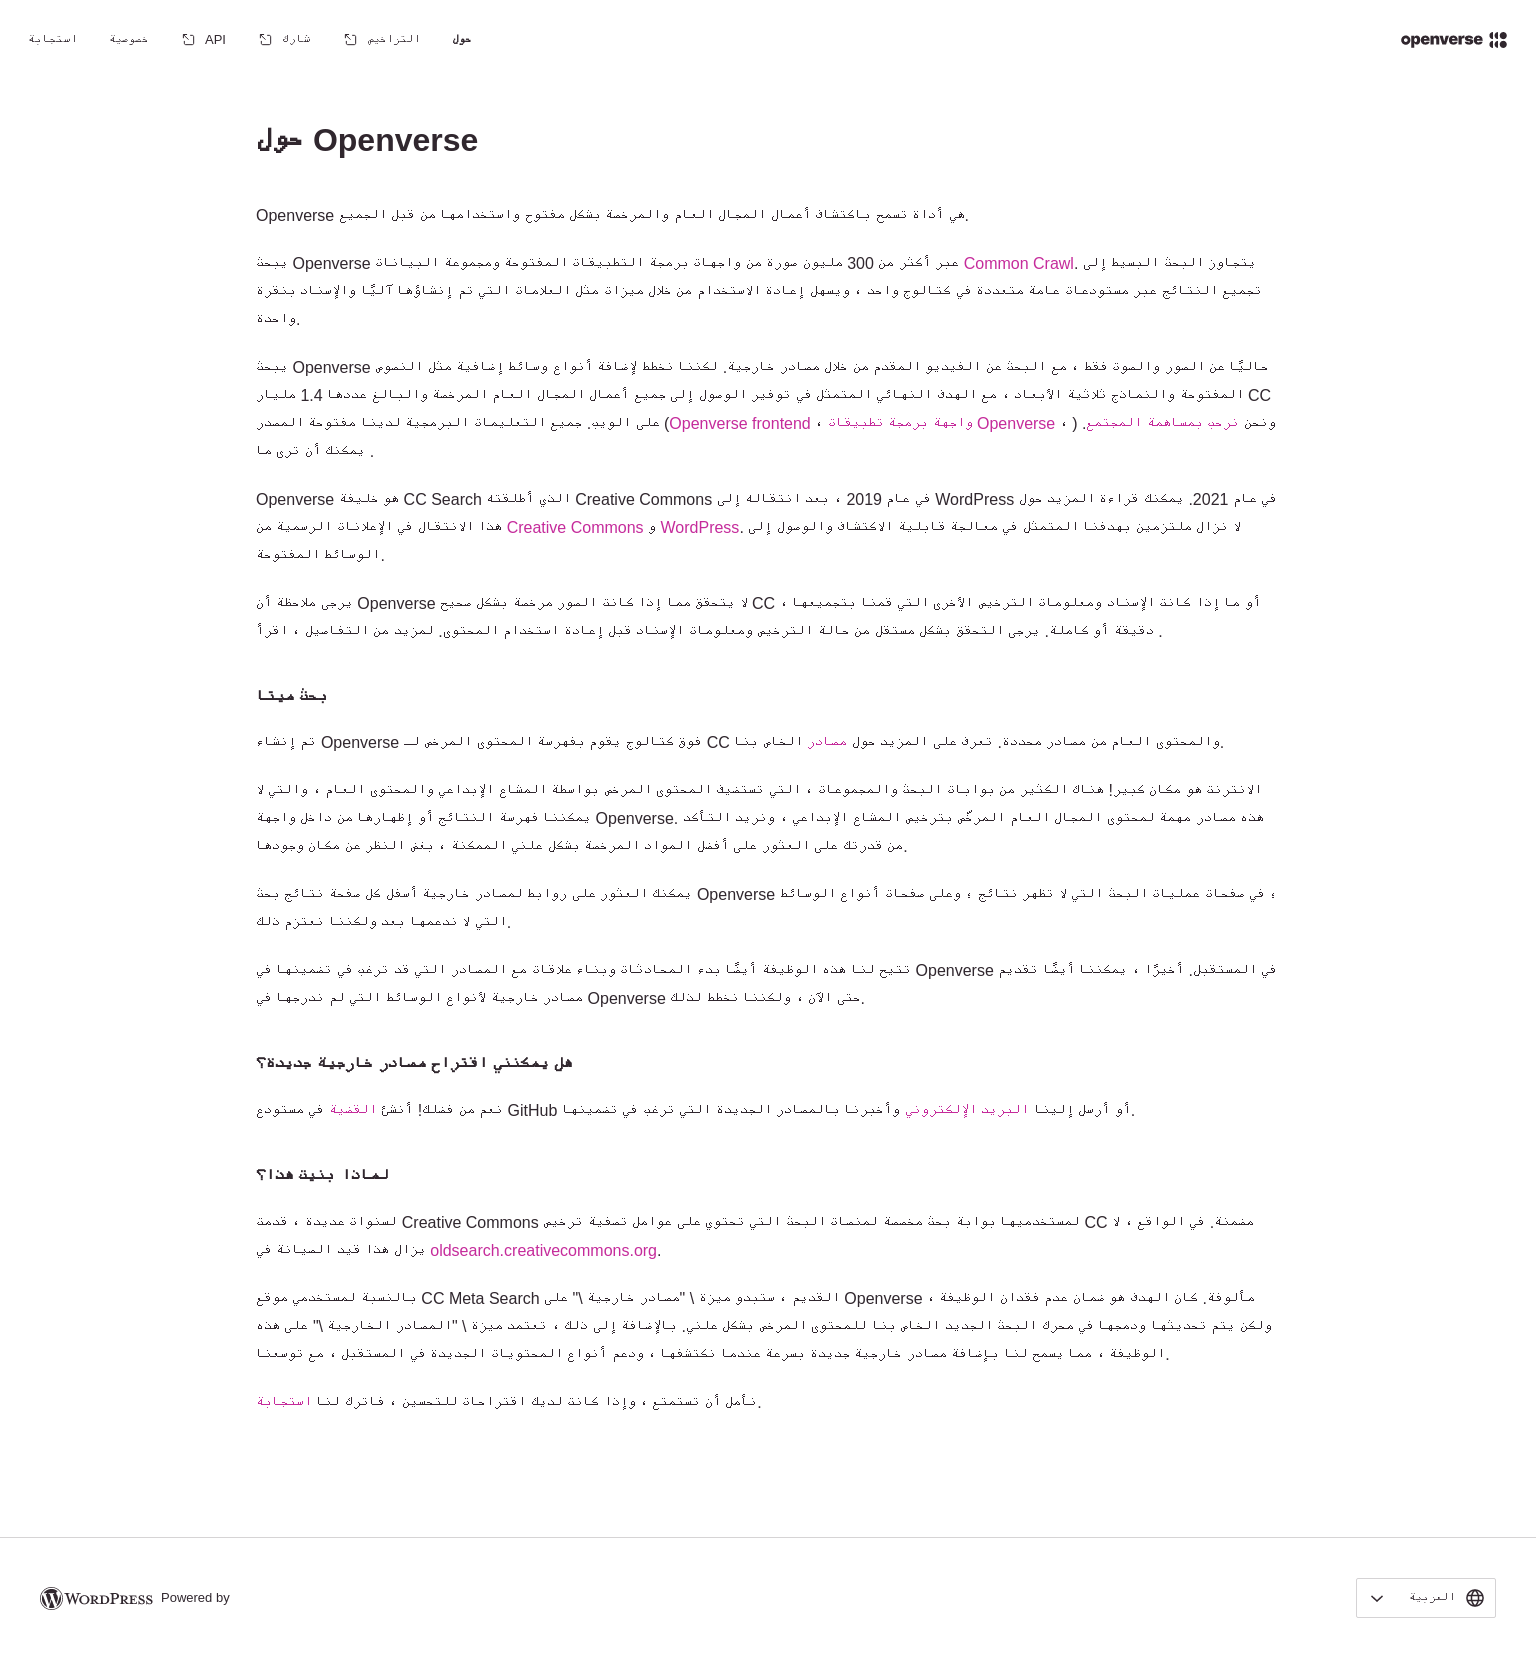 openverse
حول
التراخيص
شارك
API
خصوصية
استجابة
حول Openverse
Openverse هي أداة تسمح باكتشاف أعمال المجال العام والمرخصة بشكل مفتوح واستخدامها من قبل الجميع.
يبحث Openverse عبر أكثر من 300 مليون صورة من واجهات برمجة التطبيقات المفتوحة ومجموعة البيانات Common Crawl. يتجاوز البحث البسيط إلى
تجميع النتائج عبر مستودعات عامة متعددة في كتالوج واحد ، ويسهل إعادة الاستخدام من خلال ميزات مثل العلامات التي تم إنشاؤها آليًا والإسناد بنقرة
واحدة.
يبحث Openverse حاليًا عن الصور والصوت فقط ، مع البحث عن الفيديو المقدم من خلال مصادر خارجية. لكننا نخطط لإضافة أنواع وسائط إضافية مثل النصوص
المفتوحة والنماذج ثلاثية الأبعاد ، مع الهدف النهائي المتمثل في توفير الوصول إلى جميع أعمال المجال العام المرخصة والبالغ عددها 1.4 مليار CC
على الويب. جميع التعليمات البرمجية لدينا مفتوحة المصدر (Openverse frontend ، واجهة برمجة تطبيقات Openverse ، ). ونحن نرحب بمساهمة المجتمع
يمكنك أن ترى ما .
Openverse هو خليفة CC Search الذي أطلقته Creative Commons في عام 2019 ، بعد انتقاله إلى WordPress في عام 2021. يمكنك قراءة المزيد حول
هذا الانتقال في الإعلانات الرسمية من Creative Commons و WordPress. لا نزال ملتزمين بهدفنا المتمثل في معالجة قابلية الاكتشاف والوصول إلى
الوسائط المفتوحة.
يرجى ملاحظة أن Openverse لا يتحقق مما إذا كانت الصور مرخصة بشكل صحيح CC ، أو ما إذا كانت الإسناد ومعلومات الترخيص الأخرى التي قمنا بتجميعها
دقيقة أو كاملة. يرجى التحقق بشكل مستقل من حالة الترخيص ومعلومات الإسناد قبل إعادة استخدام المحتوى. لمزيد من التفاصيل ، اقرأ .
بحث ميتا
تم إنشاء Openverse فوق كتالوج يقوم بفهرسة المحتوى المرخص لـ CC والمحتوى العام من مصادر محددة. تعرف على المزيد حول مصادر الخاص بنا.
الانترنت هو مكان كبير! هناك الكثير من بوابات البحث والمجموعات ، التي تستضيف المحتوى المرخص بواسطة المشاع الإبداعي والمحتوى العام ، والتي لا
يمكننا فهرسة النتائج أو إظهارها من داخل واجهة Openverse. هذه مصادر مهمة لمحتوى المجال العام المرخّص بترخيص المشاع الإبداعي ، ونريد التأكد
من قدرتك على العثور على أفضل المواد المرخصة بشكل علني الممكنة ، بغض النظر عن مكان وجودها.
يمكنك العثور على روابط لمصادر خارجية أسفل كل صفحة نتائج بحث Openverse ؛ في صفحات عمليات البحث التي لا تظهر نتائج ؛ وعلى صفحات أنواع الوسائط
التي لا ندعمها بعد ولكننا نعتزم ذلك.
تتيح لنا هذه الوظيفة أيضًا بدء المحادثات وبناء علاقات مع المصادر التي قد ترغب في تضمينها في Openverse في المستقبل. أخيرًا ، يمكننا أيضًا تقديم
مصادر خارجية لأنواع الوسائط التي لم ندرجها في Openverse حتى الآن ، ولكننا نخطط لذلك.
هل يمكنني اقتراح مصادر خارجية جديدة؟
نعم من فضلك! أنشئ القضية في مستودع GitHub أو أرسل إلينا البريد الإلكتروني وأخبرنا بالمصادر الجديدة التي ترغب في تضمينها.
لماذا بنيت هذا؟
لسنوات عديدة ، قدمت Creative Commons لمستخدميها بوابة بحث مخصصة لمنصات البحث التي تحتوي على عوامل تصفية ترخيص CC مضمنة. في الواقع ، لا
يزال هذا قيد الصيانة في oldsearch.creativecommons.org.
بالنسبة لمستخدمي موقع CC Meta Search القديم ، ستبدو ميزة \ "مصادر خارجية \" على Openverse مألوفة. كان الهدف هو ضمان عدم فقدان الوظيفة ،
ولكن يتم تحديثها ودمجها في محرك البحث الجديد الخاص بنا للمحتوى المرخص بشكل علني. بالإضافة إلى ذلك ، تعتمد ميزة \ "المصادر الخارجية \" على هذه
الوظيفة ، مما يسمح لنا بإضافة مصادر خارجية جديدة بسرعة عندما نكتشفها ، ودعم أنواع المحتويات الجديدة في المستقبل ، مع توسعنا.
نأمل أن تستمتع ، وإذا كانت لديك اقتراحات للتحسين ، فاترك لنا استجابة.
العربية
Powered by WORDPRESS